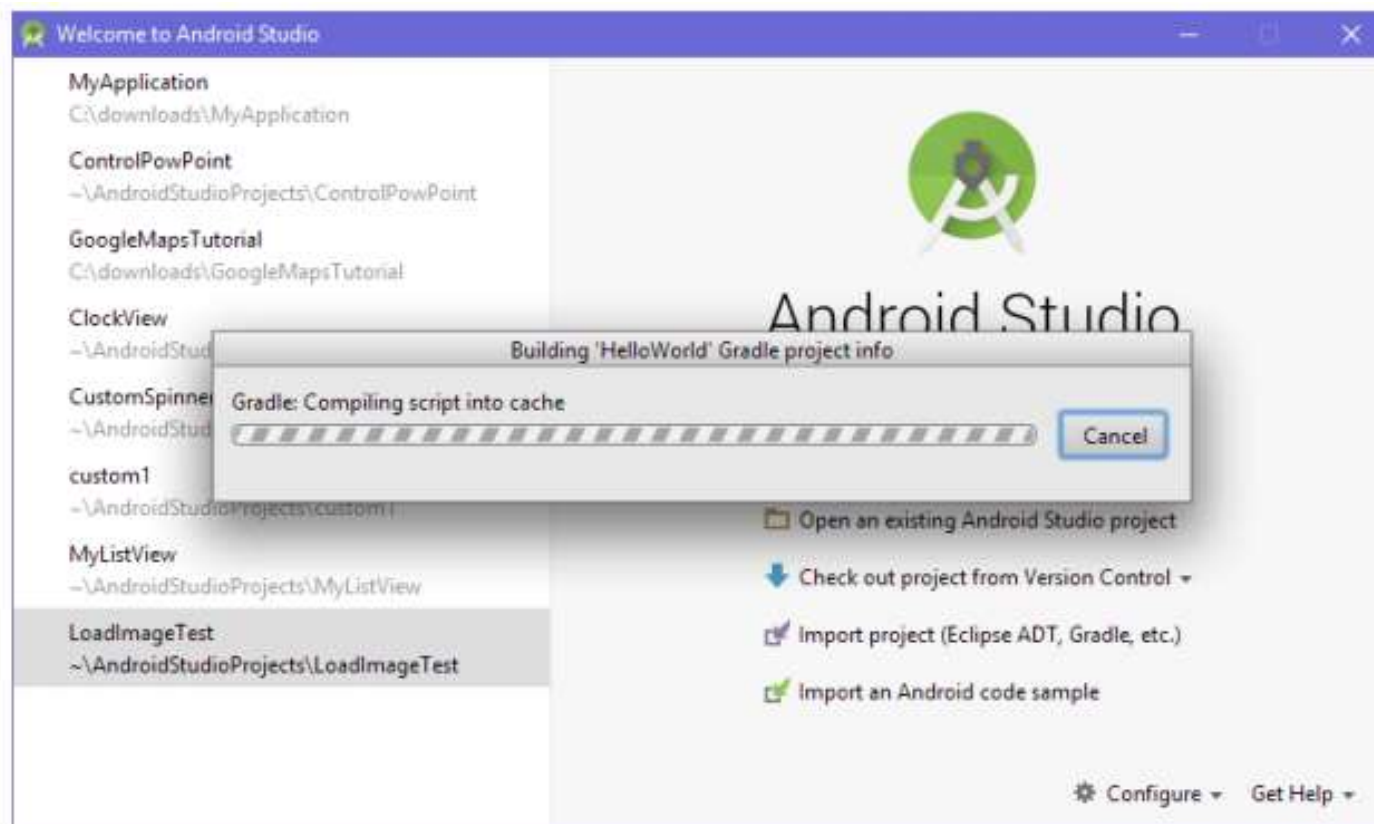 Welcome to Android Studio
MyApplication
C:\downloads\MyApplication
ControlPowPoint
~\AndroidStudioProjects\ControlPowPoint
GoogleMapsTutorial
C:\downloads\GoogleMapsTutorial
ClockView
~\AndroidStud
CustomSpinner
~\AndroidStud
custom1
~\AndroidStudioProjects\custom1
MyListView
~\AndroidStudioProjects\MyListView
LoadImageTest
~\AndroidStudioProjects\LoadImageTest
Android Studio
Building 'HelloWorld' Gradle project info
Gradle: Compiling script into cache
Cancel
Open an existing Android Studio project
Check out project from Version Control
Import project (Eclipse ADT, Gradle, etc.)
Import an Android code sample
Configure
Get Help